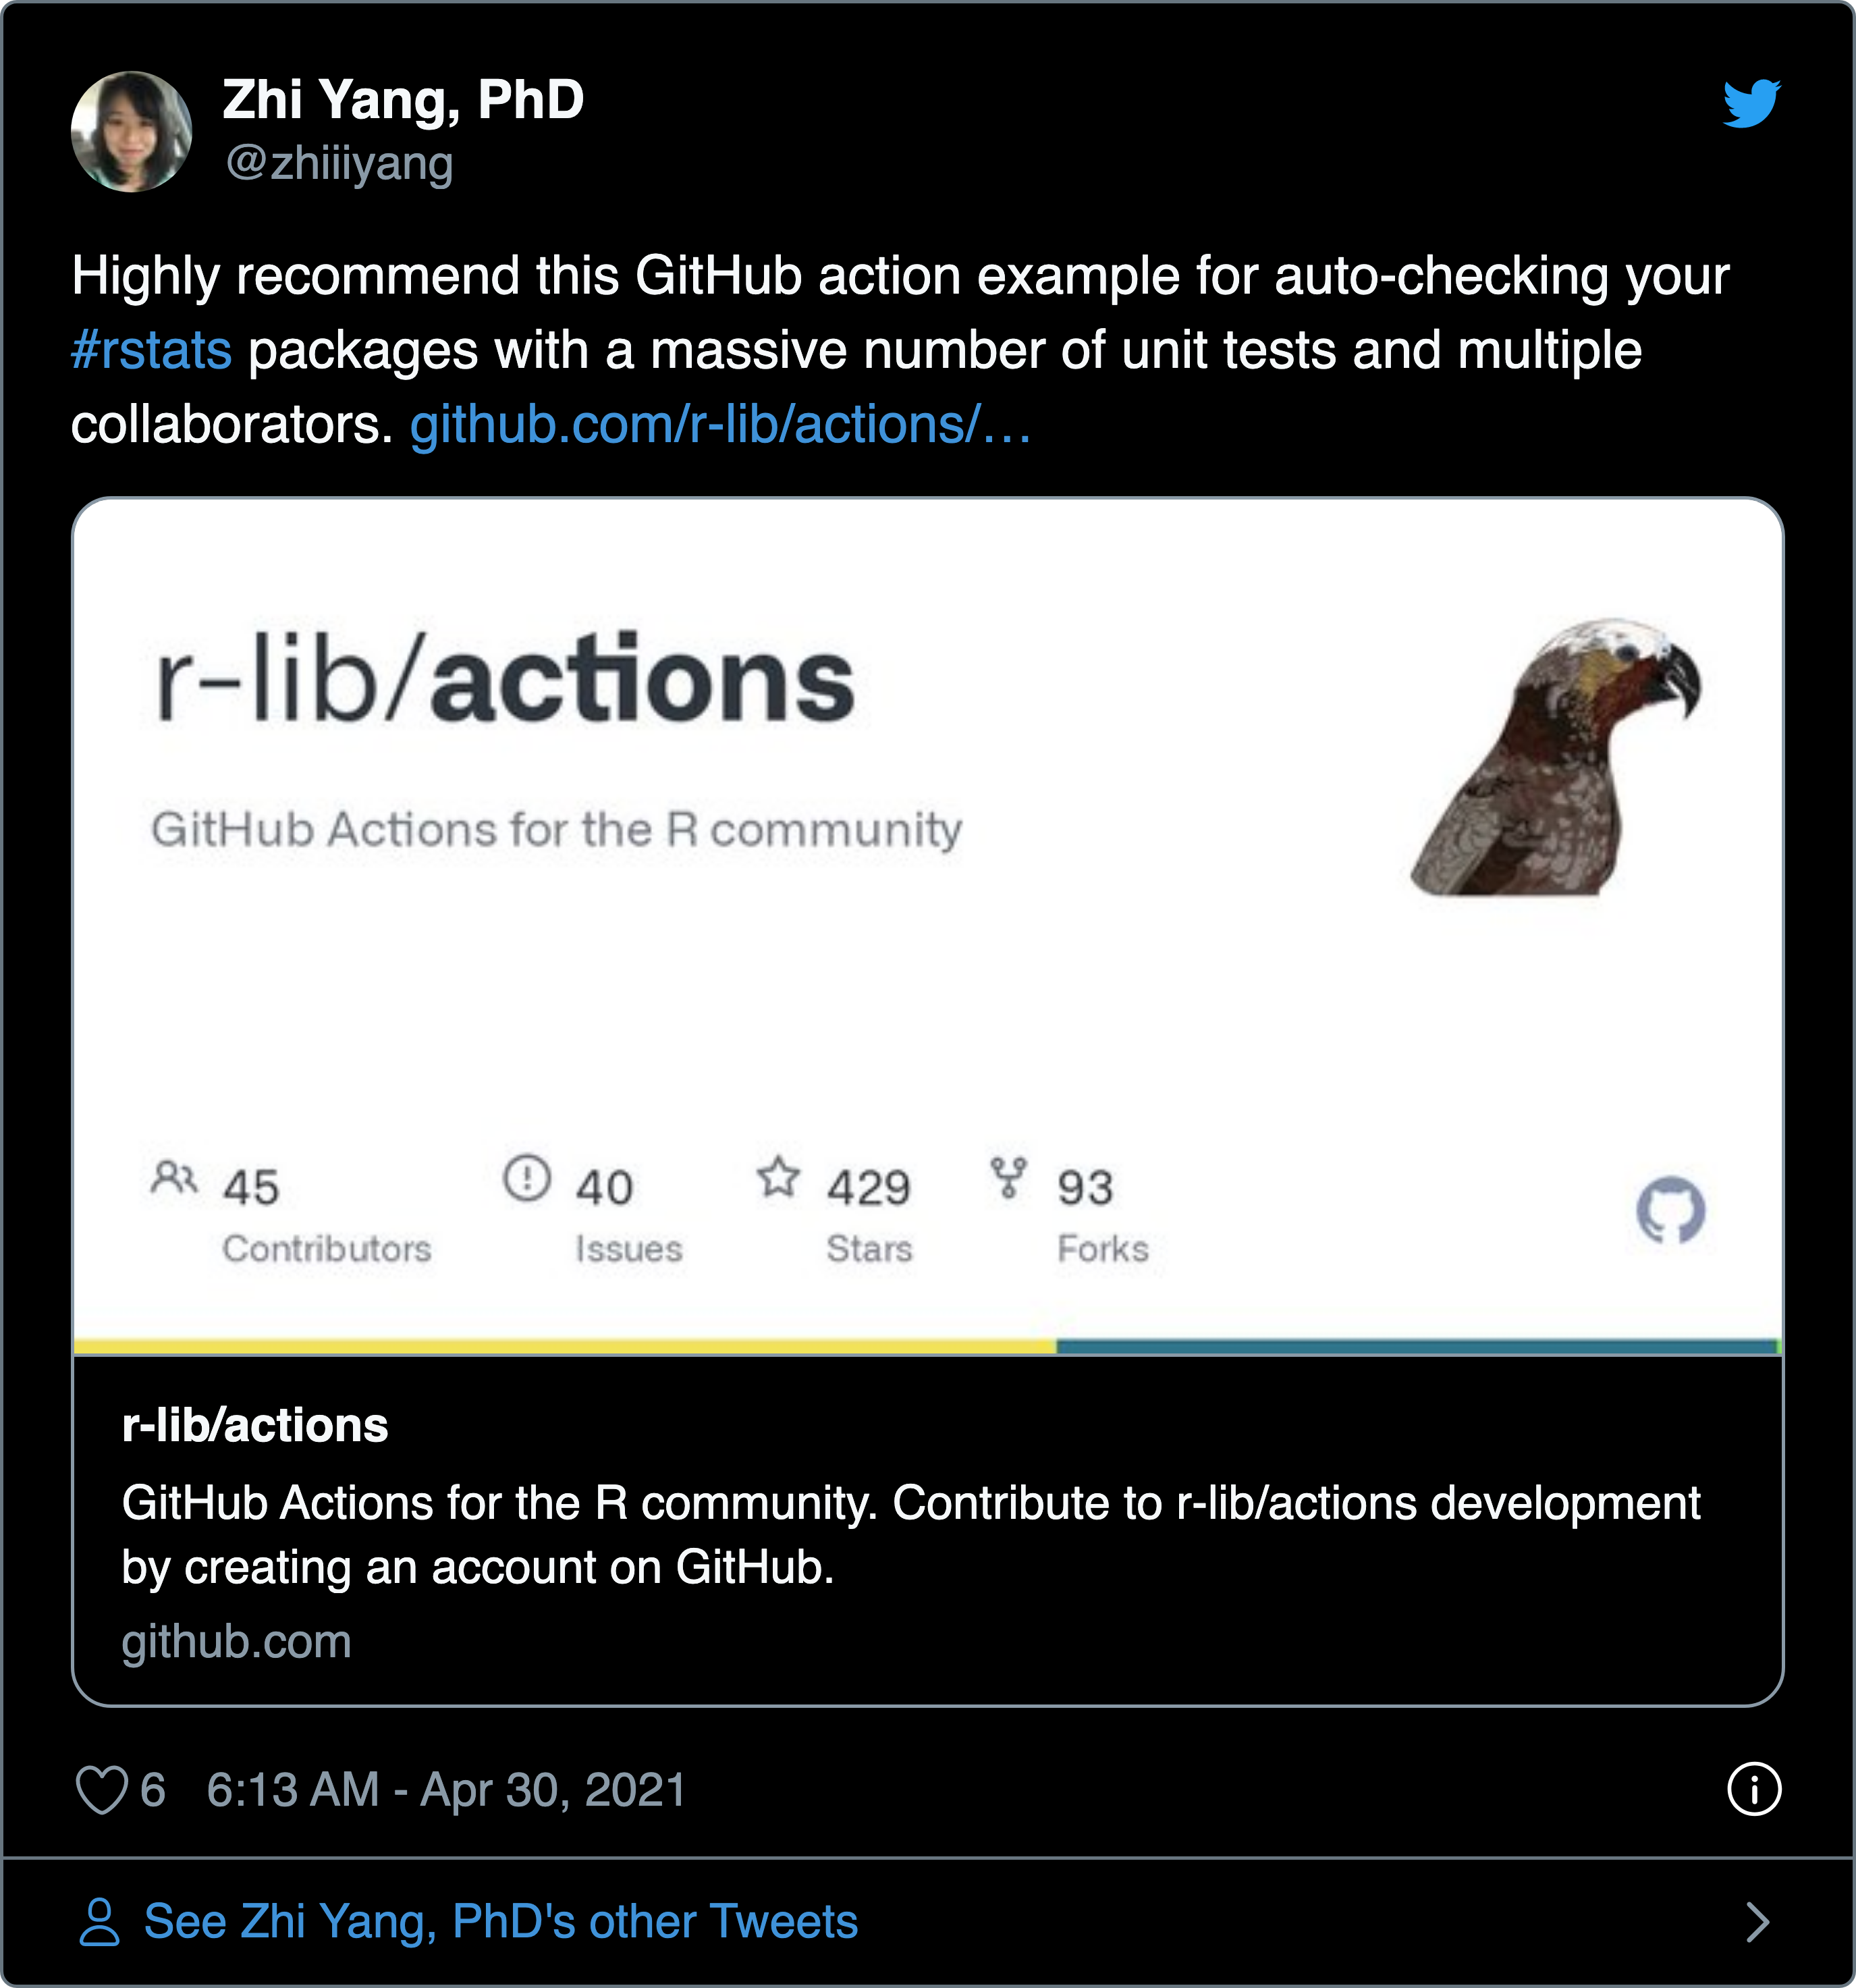 Zhi Yang, PhD
@zhiiiyang
Highly recommend this GitHub action example for auto-checking your
#rstats packages with a massive number of unit tests and multiple
collaborators. github.com/r-lib/actions/…
r-lib/actions
GitHub Actions for the R community
45 40 429 93
Contributors Issues Stars Forks
r-lib/actions
GitHub Actions for the R community. Contribute to r-lib/actions development
by creating an account on GitHub.
github.com
6 6:13 AM - Apr 30, 2021
See Zhi Yang, PhD's other Tweets